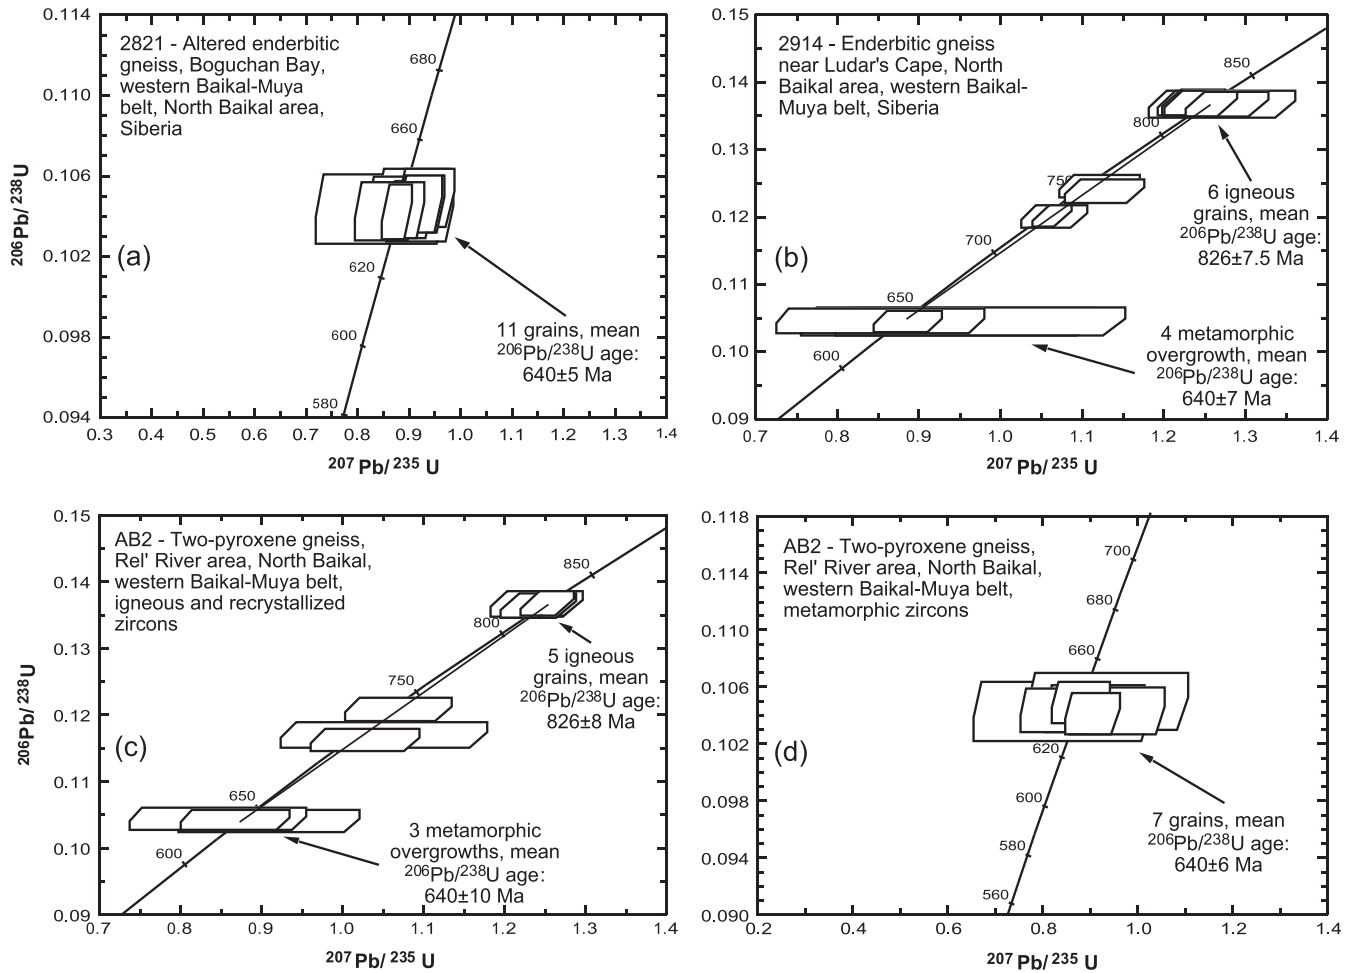 2821 - Altered enderbitic
gneiss, Boguchan Bay,
western Baikal-Muya
belt, North Baikal area,
Siberia
0.114
0.110
0.106
0.102
0.098
0.094
206Pb/238U
680
660
620
600
580
(a)
11 grains, mean
206Pb/238U age:
640±5 Ma
0.3 0.4 0.5 0.6 0.7 0.8 0.9 1.0 1.1 1.2 1.3 1.4
207Pb/235 U
2914 - Enderbitic gneiss
near Ludar's Cape, North
Baikal area, western Baikal-
Muya belt, Siberia
0.15
0.14
0.13
0.12
0.11
0.10
0.09
850
800
750
700
650
600
(b)
6 igneous
grains, mean
206Pb/238U age:
826±7.5 Ma
4 metamorphic
overgrowth, mean
206Pb/238U age:
640±7 Ma
0.7 0.8 0.9 1.0 1.1 1.2 1.3 1.4
207Pb/235 U
AB2 - Two-pyroxene gneiss,
Rel' River area, North Baikal,
western Baikal-Muya belt,
igneous and recrystallized
zircons
0.15
0.14
0.13
0.12
0.11
0.10
0.09
206Pb/238U
850
800
750
650
600
(c)
5 igneous
grains, mean
206Pb/238U age:
826±8 Ma
3 metamorphic
overgrowths, mean
206Pb/238U age:
640±10 Ma
0.7 0.8 0.9 1.0 1.1 1.2 1.3 1.4
207Pb/235 U
AB2 - Two-pyroxene gneiss,
Rel' River area, North Baikal,
western Baikal-Muya belt,
metamorphic zircons
0.118
0.114
0.110
0.106
0.102
0.098
0.094
0.090
700
680
660
620
600
580
560
(d)
7 grains, mean
206Pb/238U age:
640±6 Ma
0.2 0.4 0.6 0.8 1.0 1.2 1.4
207Pb/235 U